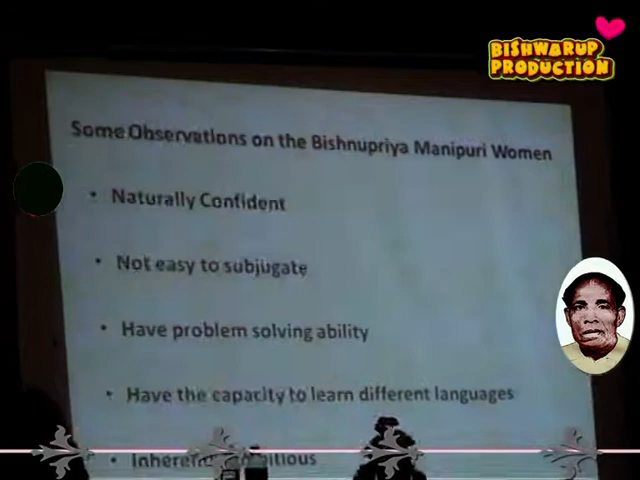 BISHWARUP
PRODUCTION
Some Observations on the Bishnupriya Manipuri Women
• Naturally Confident
• Not easy to subjugate
• Have problem solving ability
• Have the capacity to learn different languages